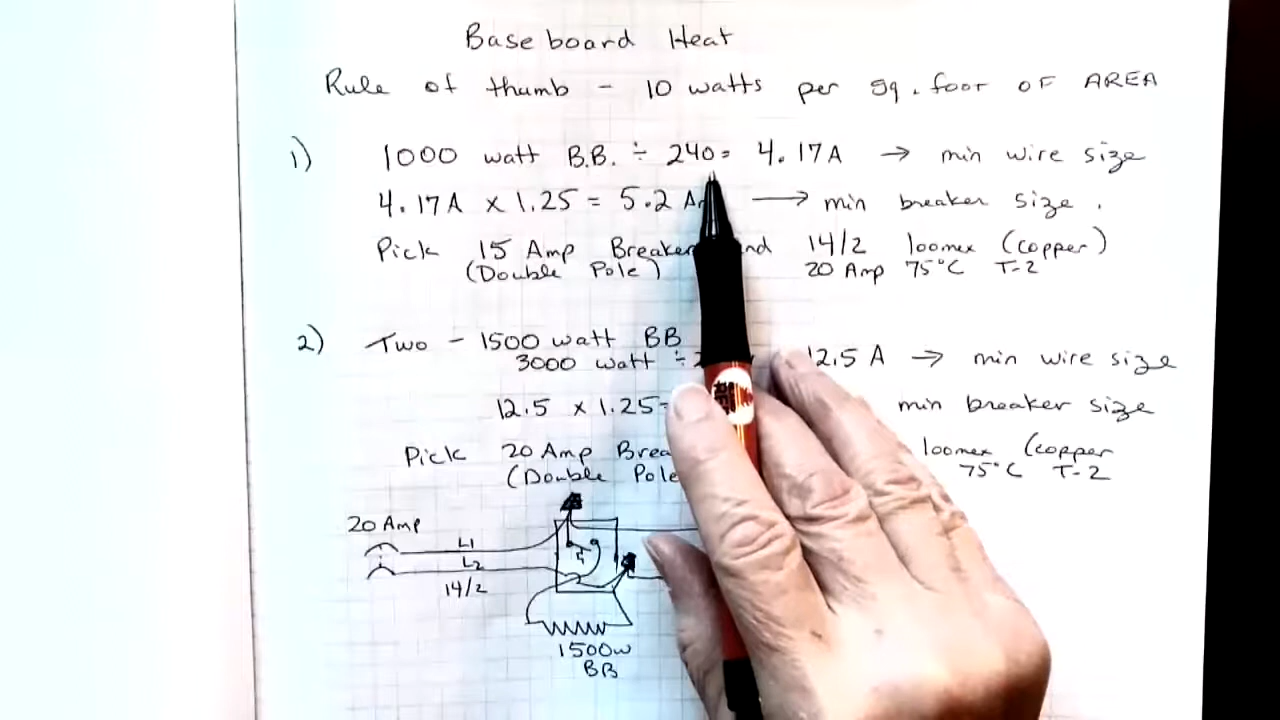 Baseboard Heat
Rule of thumb - 10 watts per sq. foot OF AREA
1) 1000 watt B.B. ÷ 240 = 4.17A → min wire size
4.17A x 1.25 = 5.2 → min breaker size.
Pick 15 Amp Breaker 14/2 loomex (copper)
(Double Pole) 20 Amp 75°C T-2
2) Two - 1500 watt BB
3000 watt ÷ 12.5 A → min wire size
12.5 x 1.25 = min breaker size
Pick 20 Amp loomex (copper
(Double Pole 75°C T-2
20 Amp
L1
L2
14/2
1500w
BB